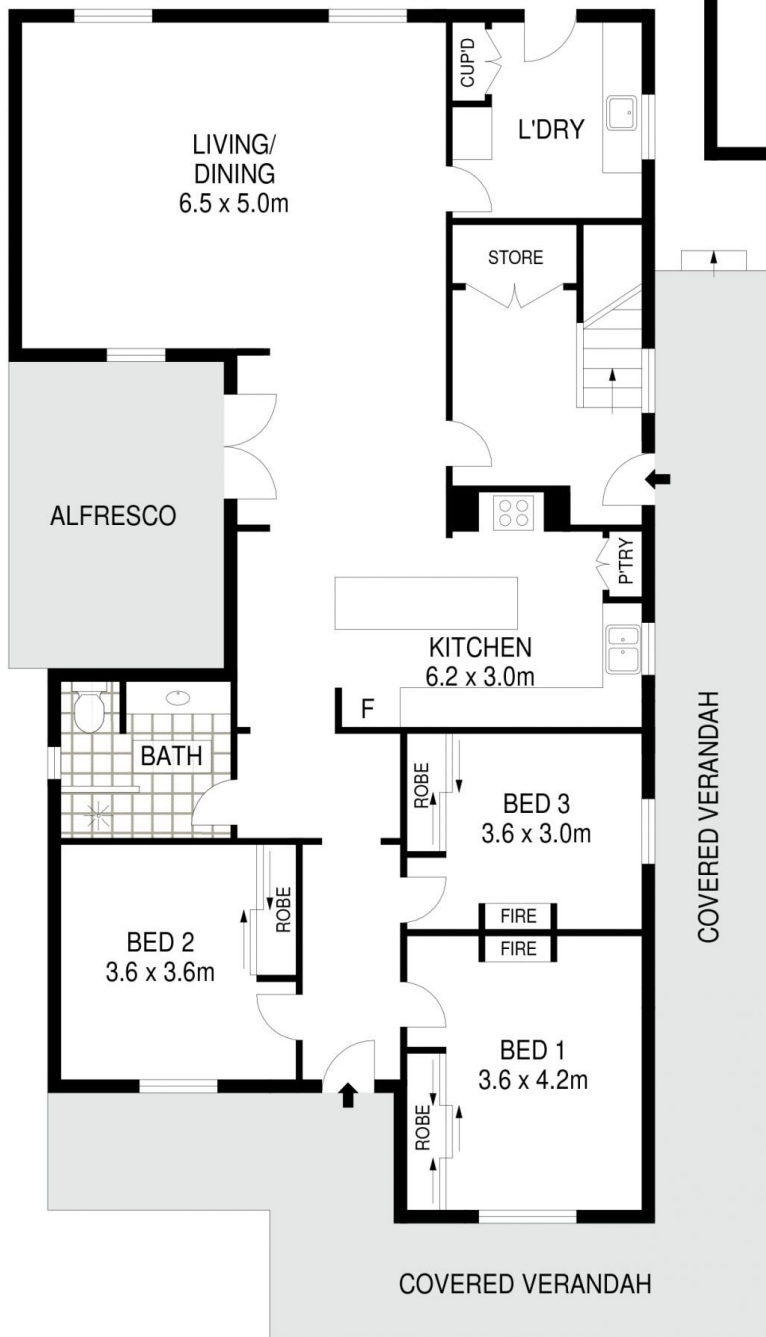 CUP'D
L'DRY
LIVING/
DINING
6.5 x 5.0m
STORE
ALFRESCO
P'TRY
KITCHEN
6.2 x 3.0m
F
BATH
ROBE
BED 3
3.6 x 3.0m
COVERED VERANDAH
FIRE
FIRE
BED 2
3.6 x 3.6m
ROBE
BED 1
3.6 x 4.2m
ROBE
COVERED VERANDAH